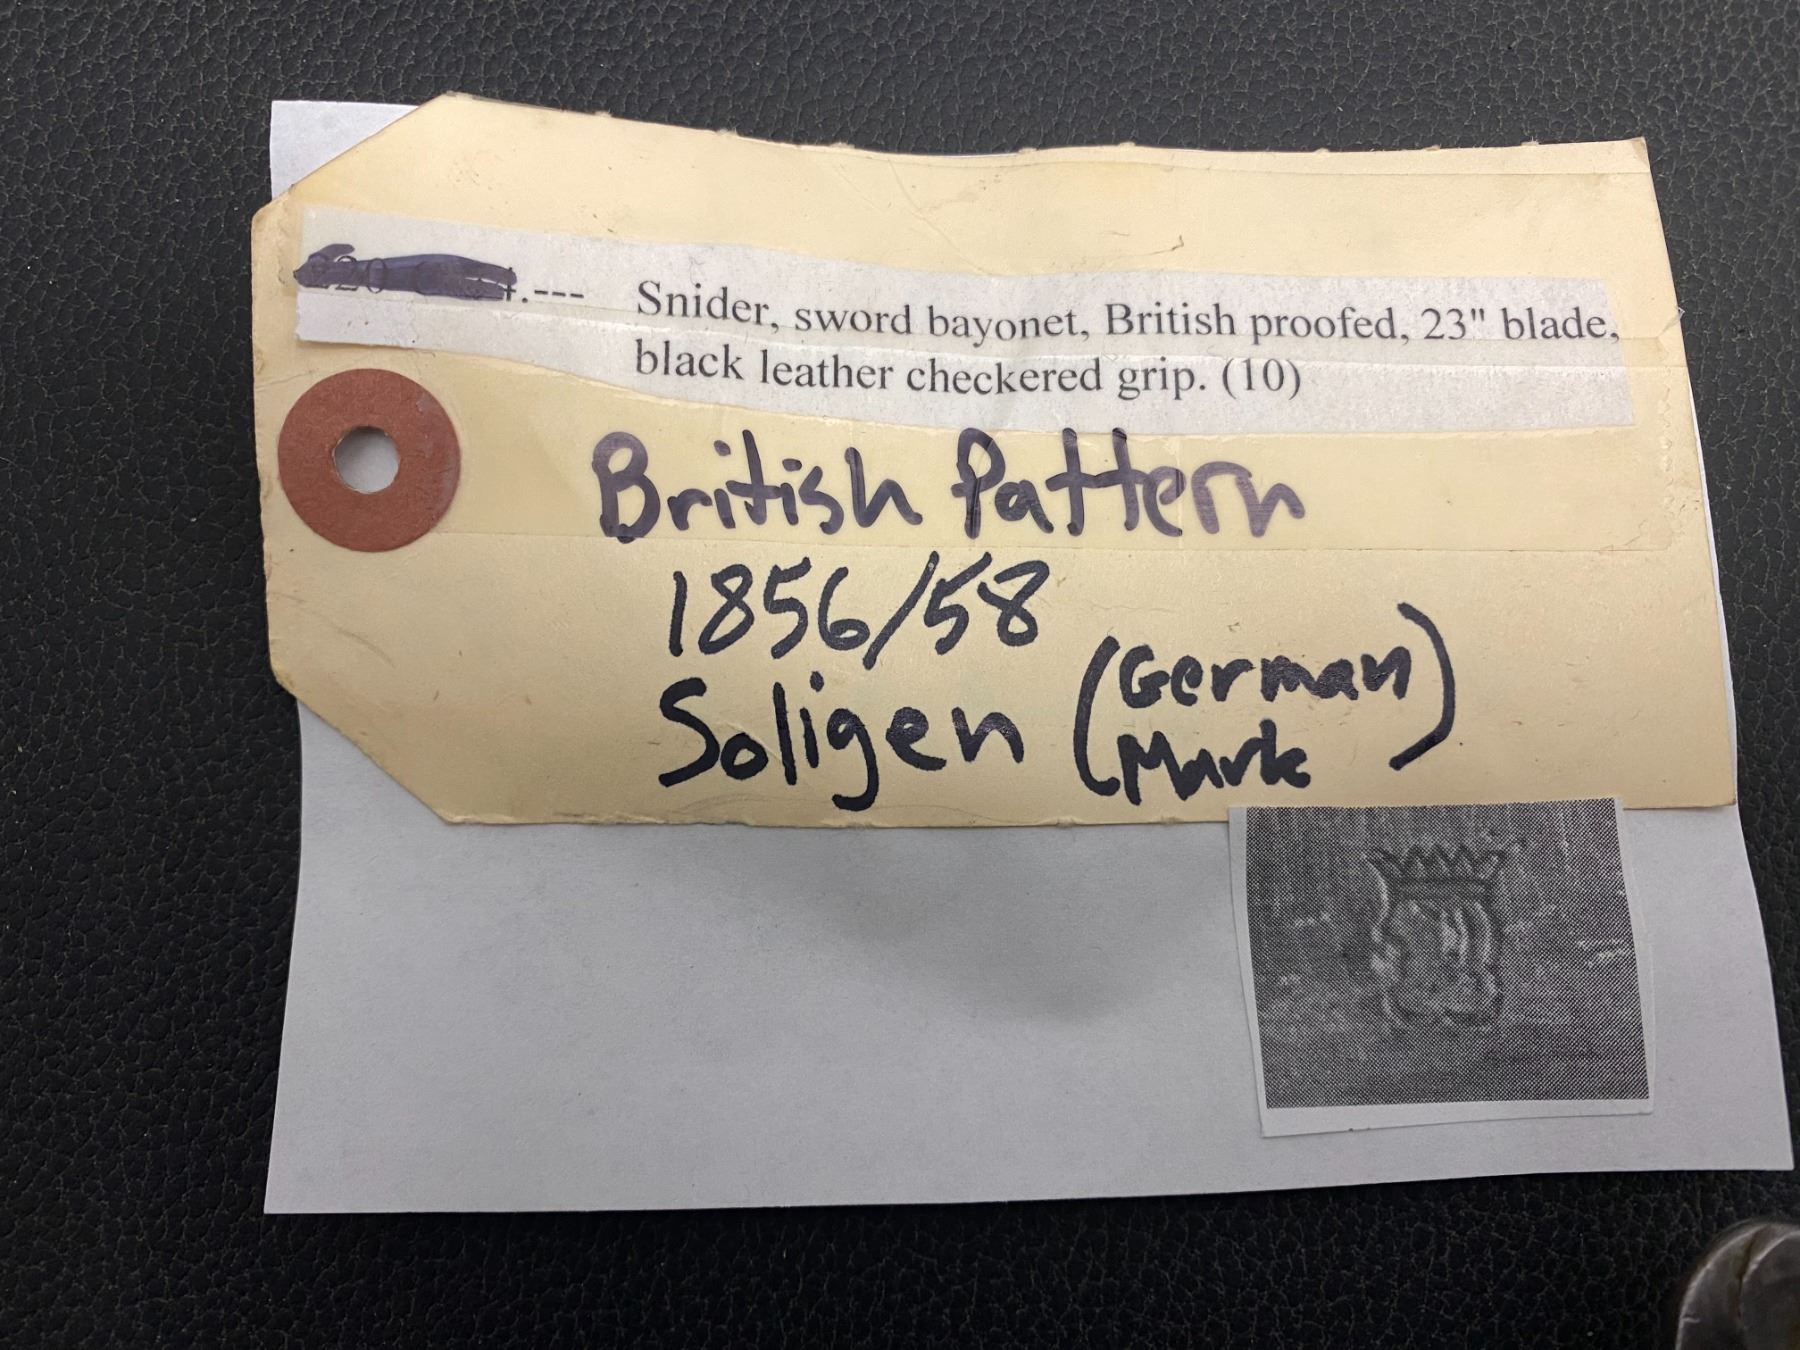 .--- Snider, sword bayonet, British proofed, 23" blade,
black leather checkered grip. (10)
British Pattern
1856/58
Soligen (German
Mark)